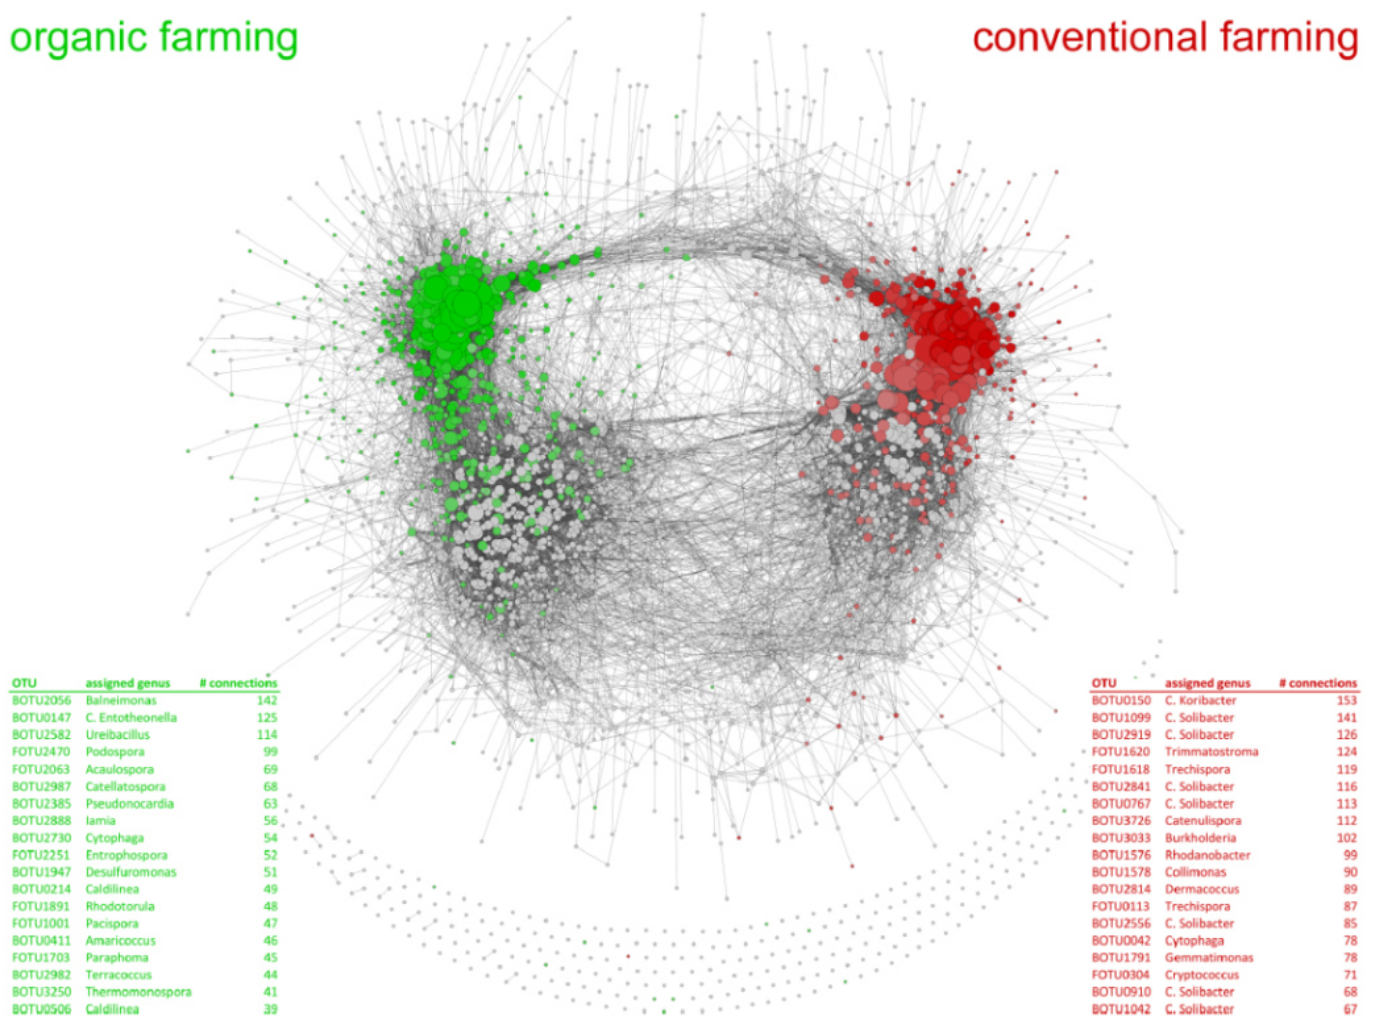 organic farming
conventional farming
OTU assigned genus # connections
BOTU2056 Balneimonas 142
BOTU0147 C. Entotheonella 125
BOTU2582 Ureibacillus 114
FOTU2470 Podospora 99
FOTU2063 Acaulospora 69
BOTU2987 Catellatospora 68
BOTU2385 Pseudonocardia 63
BOTU2888 Iamia 56
BOTU2730 Cytophaga 54
FOTU2251 Entrophospora 52
BOTU1947 Desulfuromonas 51
BOTU0214 Caldilinea 49
FOTU1891 Rhodotorula 48
FOTU1001 Pacispora 47
BOTU0411 Amaricoccus 46
FOTU1703 Paraphoma 45
BOTU2982 Terracoccus 44
BOTU3250 Thermomonospora 41
BOTU0506 Caldilinea 39
OTU assigned genus # connections
BOTU0150 C. Koribacter 153
BOTU1099 C. Solibacter 141
BOTU2919 C. Solibacter 126
FOTU1620 Trimmatostroma 124
FOTU1618 Trechispora 119
BOTU2841 C. Solibacter 116
BOTU0767 C. Solibacter 113
BOTU3726 Catenulispora 112
BOTU3033 Burkholderia 102
BOTU1576 Rhodanobacter 99
BOTU1578 Collimonas 90
BOTU2814 Dermacoccus 89
FOTU0113 Trechispora 87
BOTU2556 C. Solibacter 85
BOTU0042 Cytophaga 78
BOTU1791 Gemmatimonas 78
FOTU0304 Cryptococcus 71
BOTU0910 C. Solibacter 68
BOTU1042 C. Solibacter 67